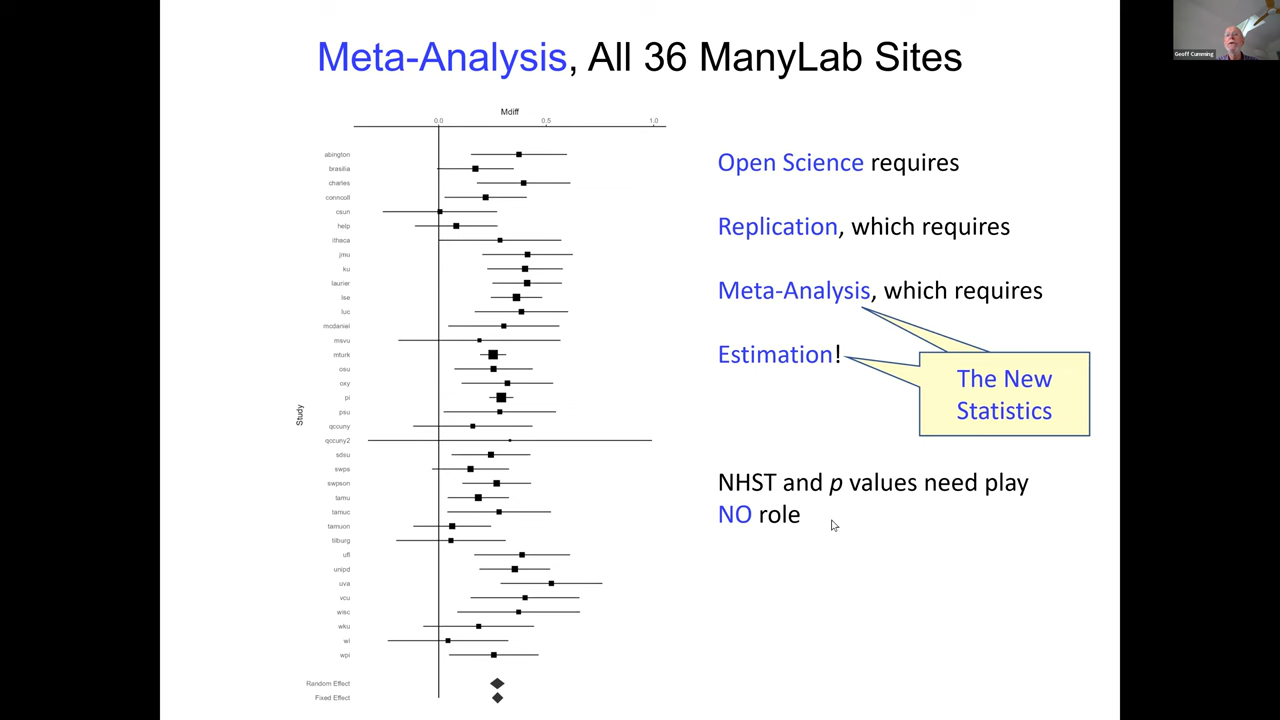 Meta-Analysis, All 36 ManyLab Sites
Geoff Cumming
Mdiff
0.0
0.5
1.0
Study
abington
brasilia
charles
conncoll
csun
help
ithaca
jmu
ku
laurier
lse
luc
mcdaniel
msvu
mturk
osu
oxy
pi
psu
qccuny
qccuny2
sdsu
swps
swpson
tamu
tamuc
tamuon
tilburg
ufl
unipd
uva
vcu
wisc
wku
wl
wpi
Random Effect
Fixed Effect
Open Science requires
Replication, which requires
Meta-Analysis, which requires
Estimation!
The New
Statistics
NHST and p values need play
NO role